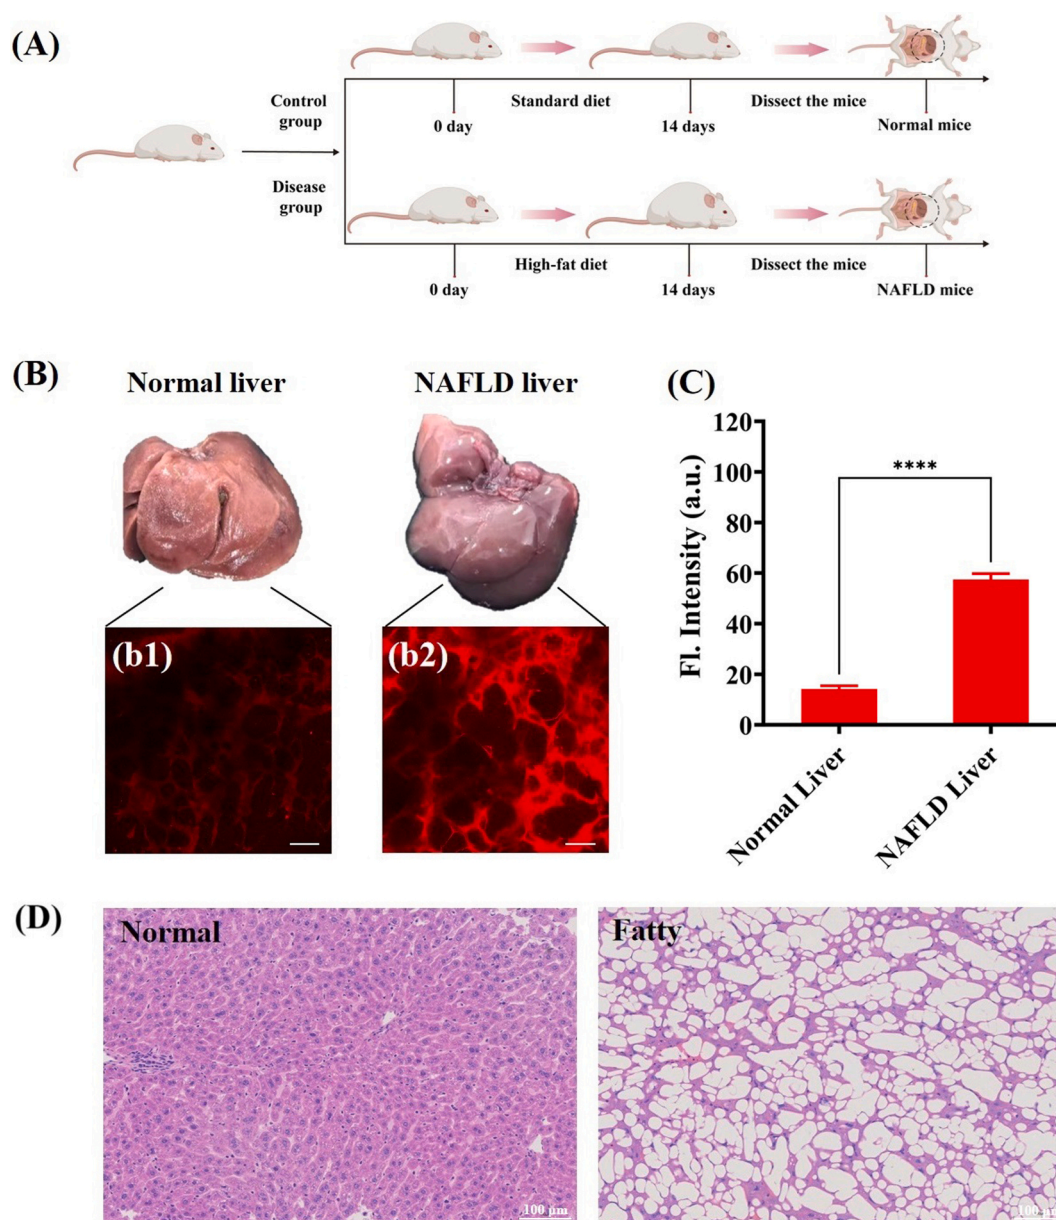 (A)
Control
group
Disease
group
Standard diet
Dissect the mice
0 day
14 days
Normal mice
High-fat diet
Dissect the mice
0 day
14 days
NAFLD mice
(B)
Normal liver
NAFLD liver
(b1)
(b2)
(C)
Fl. Intensity (a.u.)
120
100
80
60
40
20
0
****
Normal Liver
NAFLD Liver
(D)
Normal
100 μm
Fatty
100 μm